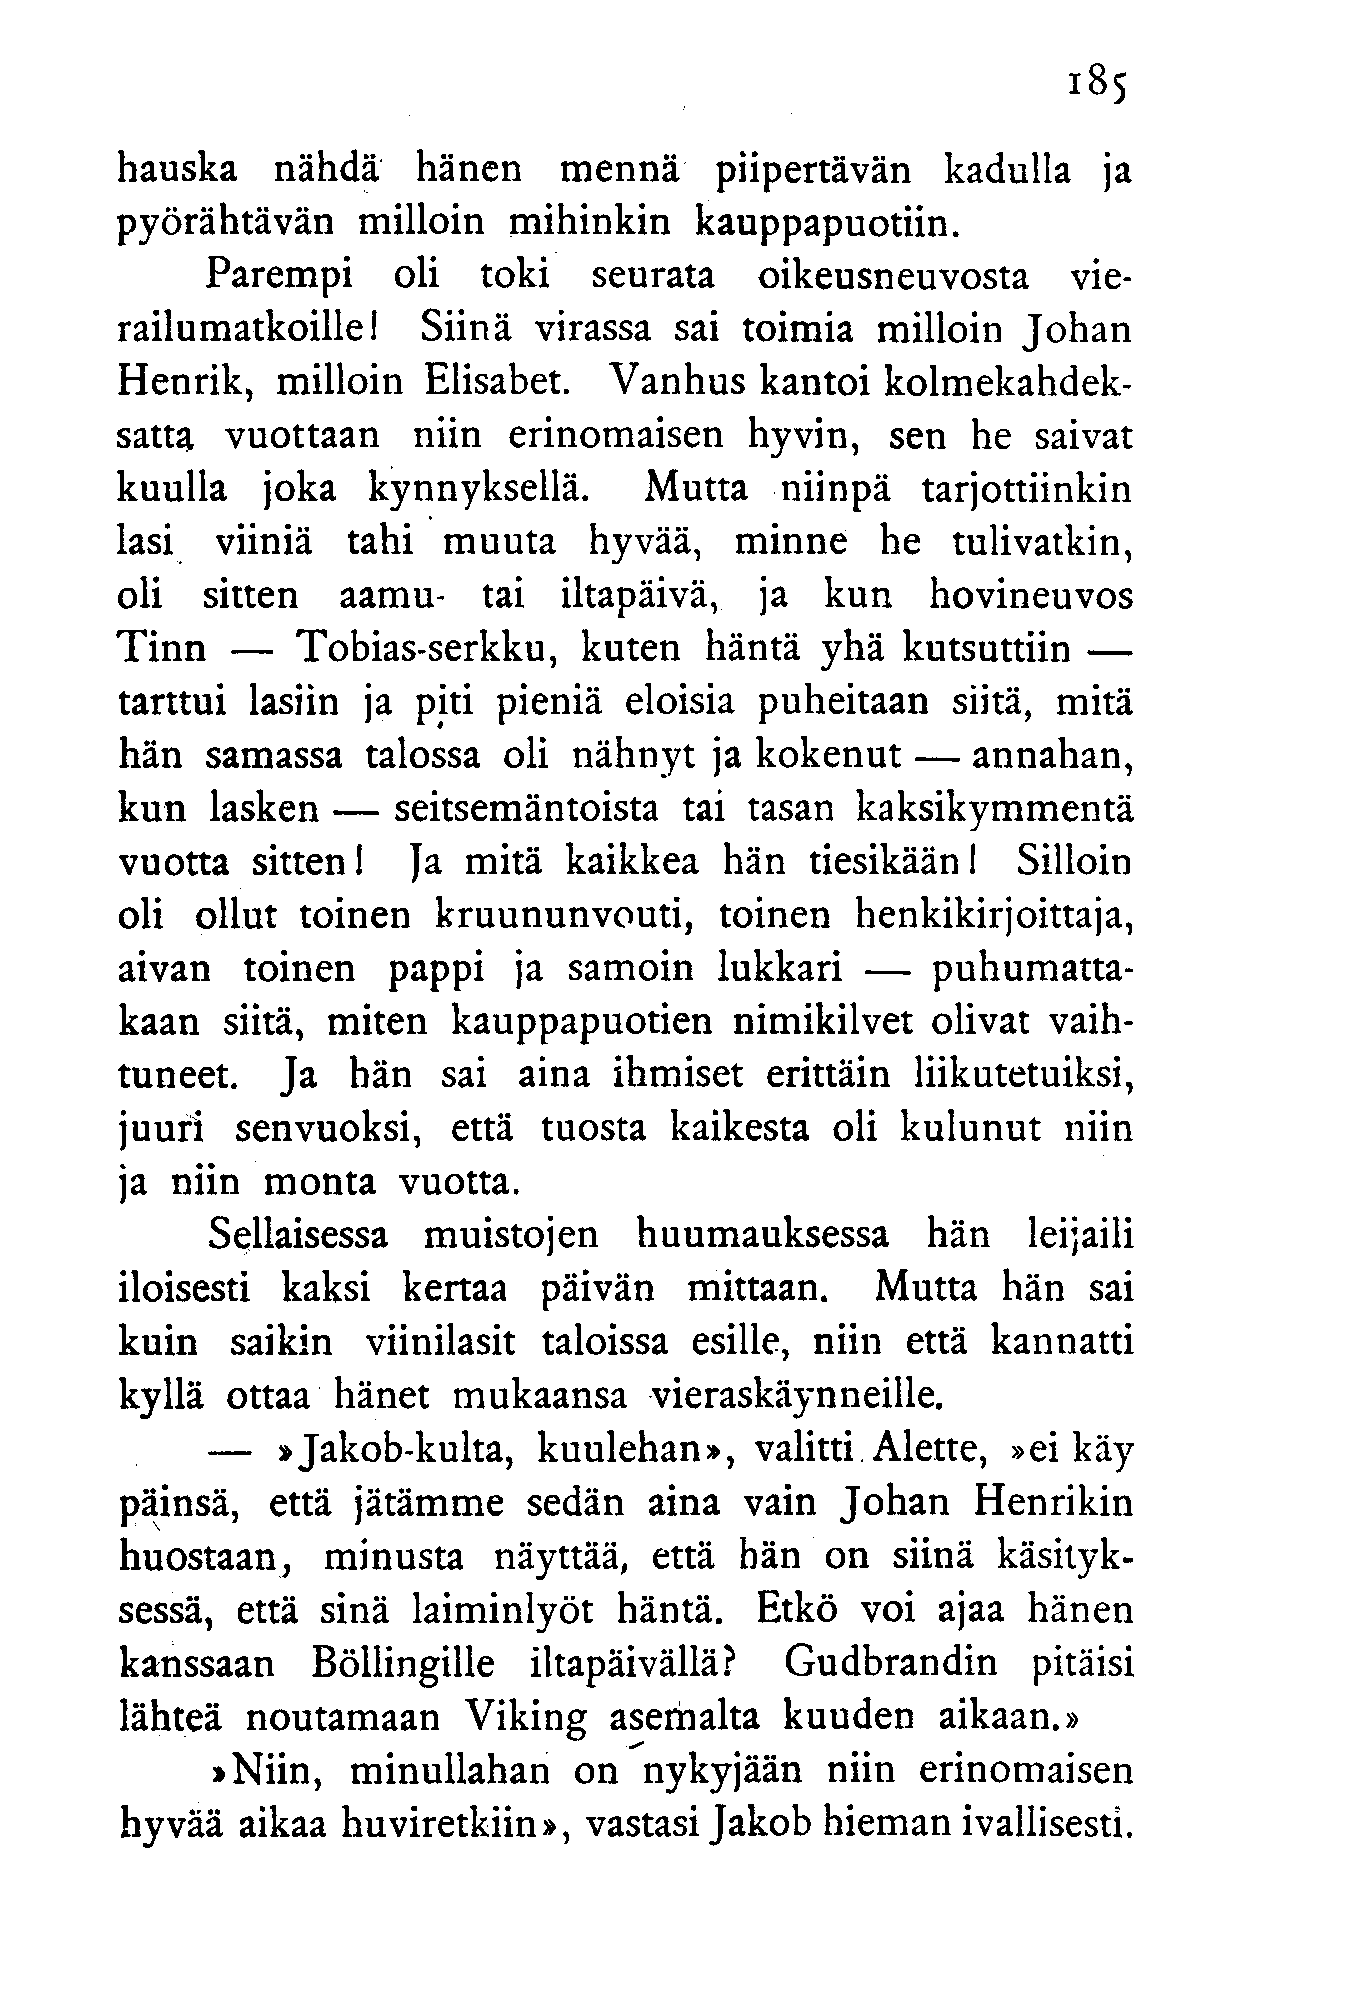 185
hauska nähdä hänen mennä piipertävän kadulla ja
pyörähtävän milloin mihinkin kauppapuotiin.
Parempi oli toki seurata oikeusneuvosta vie-
railumatkoille! Siinä virassa sai toimia milloin Johan
Henrik, milloin Elisabet. Vanhus kantoi kolmekahdek-
satta vuottaan niin erinomaisen hyvin, sen he saivat
kuulla joka kynnyksellä. Mutta niinpä tarjottiinkin
lasi viiniä tahi muuta hyvää, minne he tulivatkin,
oli sitten aamu- tai iltapäivä, ja kun hovineuvos
Tinn — Tobias-serkku, kuten häntä yhä kutsuttiin —
tarttui lasiin ja piti pieniä eloisia puheitaan siitä, mitä
hän samassa talossa oli nähnyt ja kokenut — annahan,
kun lasken — seitsemäntoista tai tasan kaksikymmentä
vuotta sitten! Ja mitä kaikkea hän tiesikään! Silloin
oli ollut toinen kruununvouti, toinen henkikirjoittaja,
aivan toinen pappi ja samoin lukkari — puhumatta-
kaan siitä, miten kauppapuotien nimikilvet olivat vaih-
tuneet. Ja hän sai aina ihmiset erittäin liikutetuiksi,
juuri senvuoksi, että tuosta kaikesta oli kulunut niin
ja niin monta vuotta.
Sellaisessa muistojen huumauksessa hän leijaili
iloisesti kaksi kertaa päivän mittaan. Mutta hän sai
kuin saikin viinilasit taloissa esille, niin että kannatti
kyllä ottaa hänet mukaansa vieraskäynneille.
— »Jakob-kulta, kuulehan», valitti Alette, »ei käy
päinsä, että jätämme sedän aina vain Johan Henrikin
huostaan, minusta näyttää, että hän on siinä käsityk-
sessä, että sinä laiminlyöt häntä. Etkö voi ajaa hänen
kanssaan Böllingille iltapäivällä? Gudbrandin pitäisi
lähteä noutamaan Viking asemalta kuuden aikaan.»
»Niin, minullahan on nykyjään niin erinomaisen
hyvää aikaa huviretkiin», vastasi Jakob hieman ivallisesti.